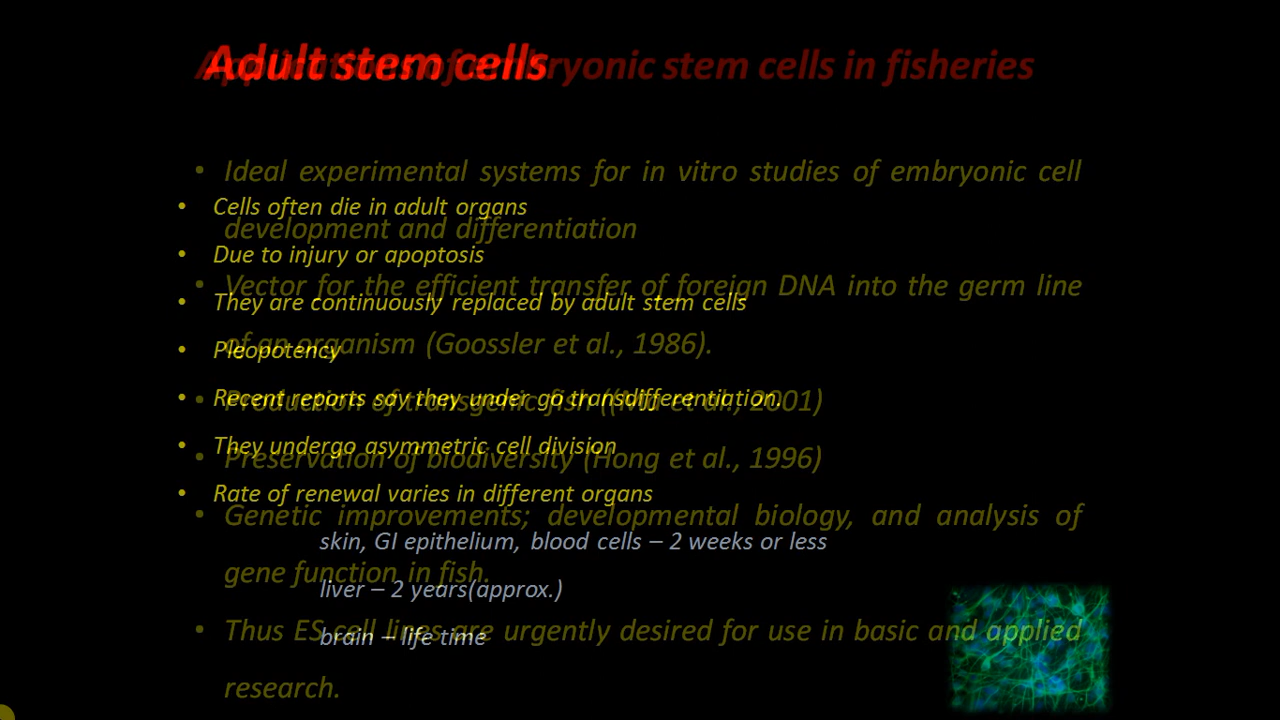 Adult stem cells
• Cells often die in adult organs
• Due to injury or apoptosis
• They are continuously replaced by adult stem cells
• Pleopotency
• Recent reports say they under go transdifferentiation.
• They undergo asymmetric cell division
• Rate of renewal varies in different organs
skin, GI epithelium, blood cells – 2 weeks or less
liver – 2 years(approx.)
brain – life time
embryonic stem cells in fisheries
• Ideal experimental systems for in vitro studies of embryonic cell
development and differentiation
• Vector for the efficient transfer of foreign DNA into the germ line
of an organism (Goossler et al., 1986).
• Production of transgenic fish ( et al., 2001)
• Preservation of biodiversity (Hong et al., 1996)
• Genetic improvements; developmental biology, and analysis of
gene function in fish.
• Thus ES cell lines are urgently desired for use in basic and applied
research.